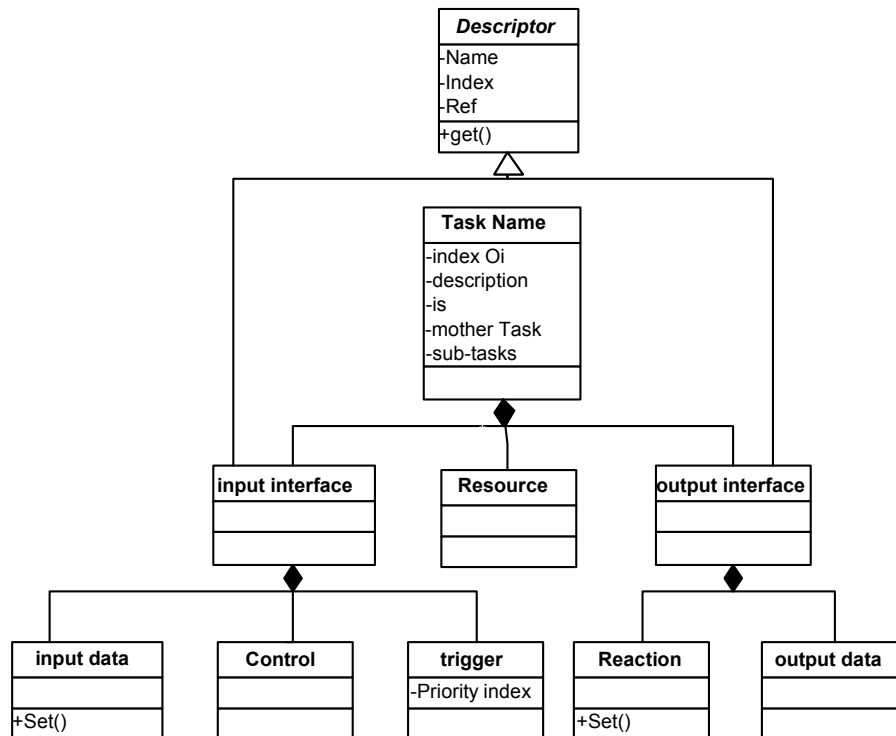 Descriptor
-Name
-Index
-Ref
+get()
Task Name
-index Oi
-description
-is
-mother Task
-sub-tasks
input interface
Resource
output interface
input data
+Set()
Control
trigger
-Priority index
Reaction
+Set()
output data